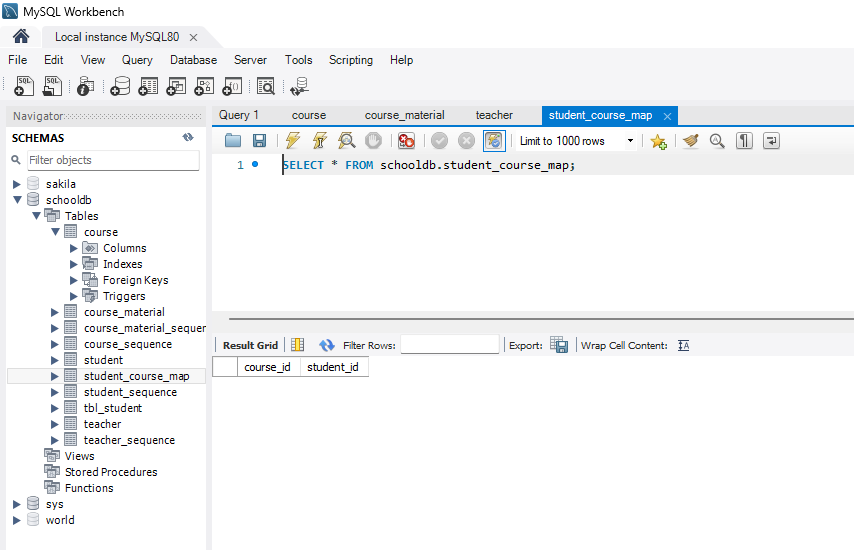 MySQL Workbench
Local instance MySQL80
File Edit View Query Database Server Tools Scripting Help
SQL SQL
Navigator
SCHEMAS
Filter objects
sakila
schooldb
Tables
course
Columns
Indexes
Foreign Keys
Triggers
course_material
course_material_sequer
course_sequence
student
student_course_map
student_sequence
tbl_student
teacher
teacher_sequence
Views
Stored Procedures
Functions
sys
world
Query 1 course course_material teacher student_course_map
Limit to 1000 rows
1 SELECT * FROM schooldb.student_course_map;
Result Grid Filter Rows: Export: Wrap Cell Content:
course_id student_id